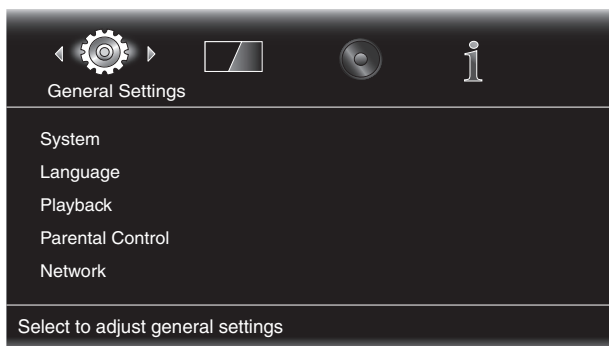 General Settings
System
Language
Playback
Parental Control
Network
Select to adjust general settings